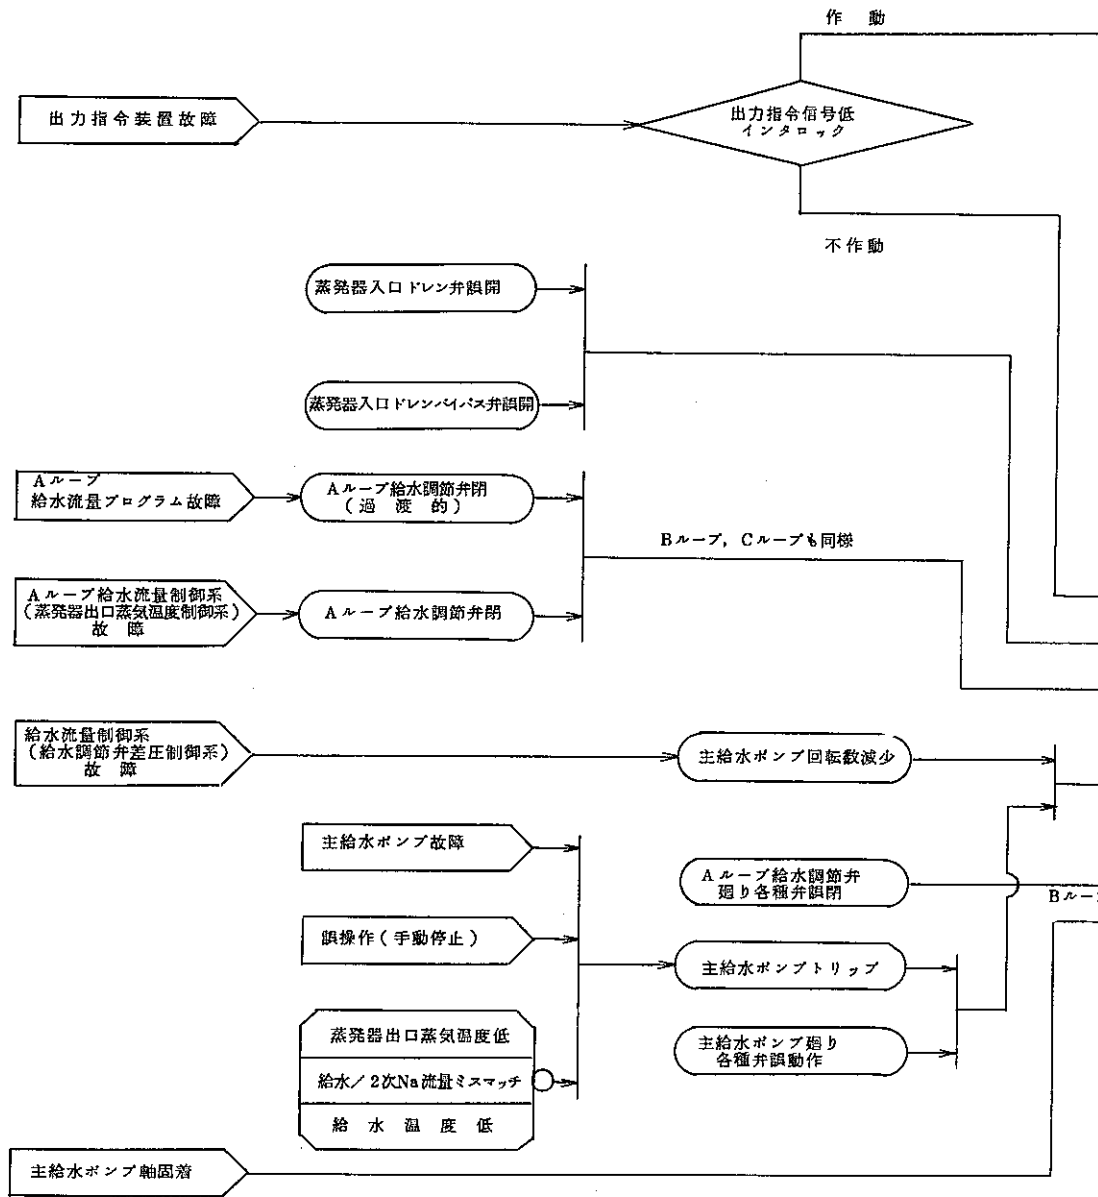 作動
出力指令装置故障
出力指令信号低
インタロック
不作動
蒸発器入口ドレン弁誤開
蒸発器入口ドレンバイパス弁誤開
Aループ
給水流量プログラム故障
Aループ給水調節弁閉
(過渡的)
Bループ,Cループも同様
Aループ給水流量制御系
(蒸発器出口蒸気温度制御系)
故障
Aループ給水調節弁閉
給水流量制御系
(給水調節弁差圧制御系)
故障
主給水ポンプ回転数減少
主給水ポンプ故障
Aループ給水調節弁
廻り各種弁誤閉
Bルー
誤操作(手動停止)
主給水ポンプトリップ
蒸発器出口蒸気温度低
給水/2次Na流量ミスマッチ
給水温度低
主給水ポンプ廻り
各種弁誤動作
主給水ポンプ軸固着